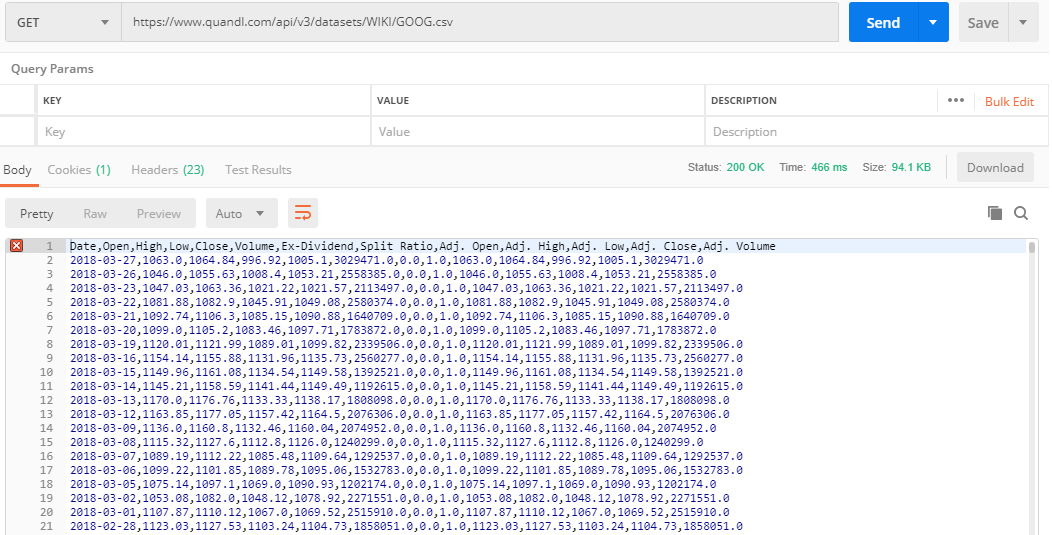 GET https://www.quandl.com/api/v3/datasets/WIKI/GOOG.csv Send Save
Query Params
KEY VALUE DESCRIPTION ••• Bulk Edit
Key Value Description
Body Cookies (1) Headers (23) Test Results Status: 200 OK Time: 466 ms Size: 94.1 KB Download
Pretty Raw Preview Auto
1 Date,Open,High,Low,Close,Volume,Ex-Dividend,Split Ratio,Adj. Open,Adj. High,Adj. Low,Adj. Close,Adj. Volume
2 2018-03-27,1063.0,1064.84,996.92,1005.1,3029471.0,0.0,1.0,1063.0,1064.84,996.92,1005.1,3029471.0
3 2018-03-26,1046.0,1055.63,1008.4,1053.21,2558385.0,0.0,1.0,1046.0,1055.63,1008.4,1053.21,2558385.0
4 2018-03-23,1047.03,1063.36,1021.22,1021.57,2113497.0,0.0,1.0,1047.03,1063.36,1021.22,1021.57,2113497.0
5 2018-03-22,1081.88,1082.9,1045.91,1049.08,2580374.0,0.0,1.0,1081.88,1082.9,1045.91,1049.08,2580374.0
6 2018-03-21,1092.74,1106.3,1085.15,1090.88,1640709.0,0.0,1.0,1092.74,1106.3,1085.15,1090.88,1640709.0
7 2018-03-20,1099.0,1105.2,1083.46,1097.71,1783872.0,0.0,1.0,1099.0,1105.2,1083.46,1097.71,1783872.0
8 2018-03-19,1120.01,1121.99,1089.01,1099.82,2339506.0,0.0,1.0,1120.01,1121.99,1089.01,1099.82,2339506.0
9 2018-03-16,1154.14,1155.88,1131.96,1135.73,2560277.0,0.0,1.0,1154.14,1155.88,1131.96,1135.73,2560277.0
10 2018-03-15,1149.96,1161.08,1134.54,1149.58,1392521.0,0.0,1.0,1149.96,1161.08,1134.54,1149.58,1392521.0
11 2018-03-14,1145.21,1158.59,1141.44,1149.49,1192615.0,0.0,1.0,1145.21,1158.59,1141.44,1149.49,1192615.0
12 2018-03-13,1170.0,1176.76,1133.33,1138.17,1808098.0,0.0,1.0,1170.0,1176.76,1133.33,1138.17,1808098.0
13 2018-03-12,1163.85,1177.05,1157.42,1164.5,2076306.0,0.0,1.0,1163.85,1177.05,1157.42,1164.5,2076306.0
14 2018-03-09,1136.0,1160.8,1132.46,1160.04,2074952.0,0.0,1.0,1136.0,1160.8,1132.46,1160.04,2074952.0
15 2018-03-08,1115.32,1127.6,1112.8,1126.0,1240299.0,0.0,1.0,1115.32,1127.6,1112.8,1126.0,1240299.0
16 2018-03-07,1089.19,1112.22,1085.48,1109.64,1292537.0,0.0,1.0,1089.19,1112.22,1085.48,1109.64,1292537.0
17 2018-03-06,1099.22,1101.85,1089.78,1095.06,1532783.0,0.0,1.0,1099.22,1101.85,1089.78,1095.06,1532783.0
18 2018-03-05,1075.14,1097.1,1069.0,1090.93,1202174.0,0.0,1.0,1075.14,1097.1,1069.0,1090.93,1202174.0
19 2018-03-02,1053.08,1082.0,1048.12,1078.92,2271551.0,0.0,1.0,1053.08,1082.0,1048.12,1078.92,2271551.0
20 2018-03-01,1107.87,1110.12,1067.0,1069.52,2515910.0,0.0,1.0,1107.87,1110.12,1067.0,1069.52,2515910.0
21 2018-02-28,1123.03,1127.53,1103.24,1104.73,1858051.0,0.0,1.0,1123.03,1127.53,1103.24,1104.73,1858051.0